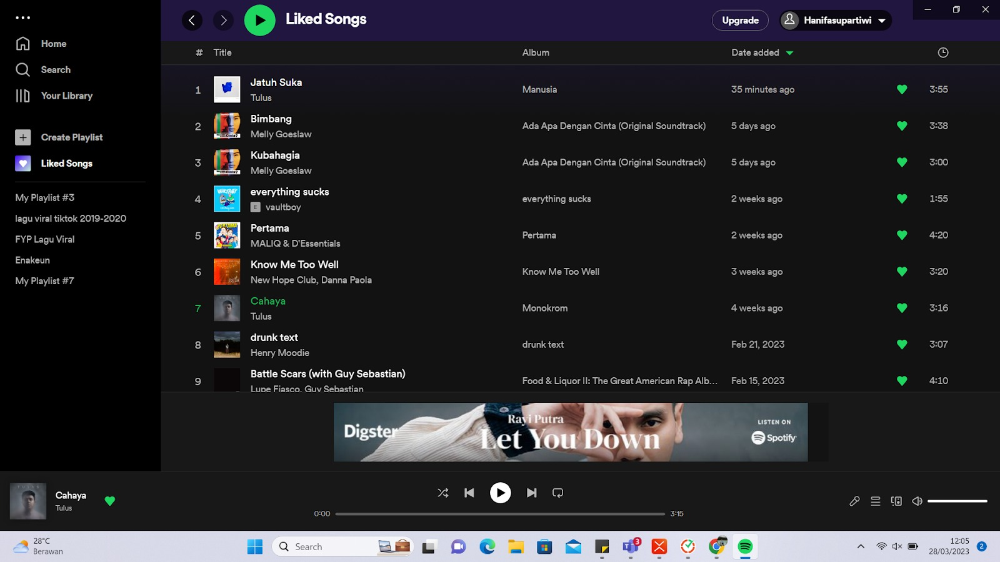 Home
Search
Your Library
Create Playlist
Liked Songs
My Playlist #3
lagu viral tiktok 2019-2020
FYP Lagu Viral
Enakeun
My Playlist #7
Liked Songs
Upgrade
Hanifasupartiwi
# Title Album Date added
1 Jatuh Suka Manusia 35 minutes ago 3:55
Tulus
2 Bimbang Ada Apa Dengan Cinta (Original Soundtrack) 5 days ago 3:38
Melly Goeslaw
3 Kubahagia Ada Apa Dengan Cinta (Original Soundtrack) 5 days ago 3:00
Melly Goeslaw
4 everything sucks everything sucks 2 weeks ago 1:55
E vaultboy
5 Pertama Pertama 2 weeks ago 4:20
MALIQ & D'Essentials
6 Know Me Too Well Know Me Too Well 3 weeks ago 3:20
New Hope Club, Danna Paola
7 Cahaya Monokrom 4 weeks ago 3:16
Tulus
8 drunk text drunk text Feb 21, 2023 3:07
Henry Moodie
9 Battle Scars (with Guy Sebastian) Food & Liquor II: The Great American Rap Alb... Feb 15, 2023 4:10
Lupe Fiasco, Guy Sebastian
Digster
Rayi Putra
Let You Down
LISTEN ON
Spotify
Cahaya
Tulus
0:00 3:15
28°C
Berawan
Search
3
12:05
28/03/2023
2